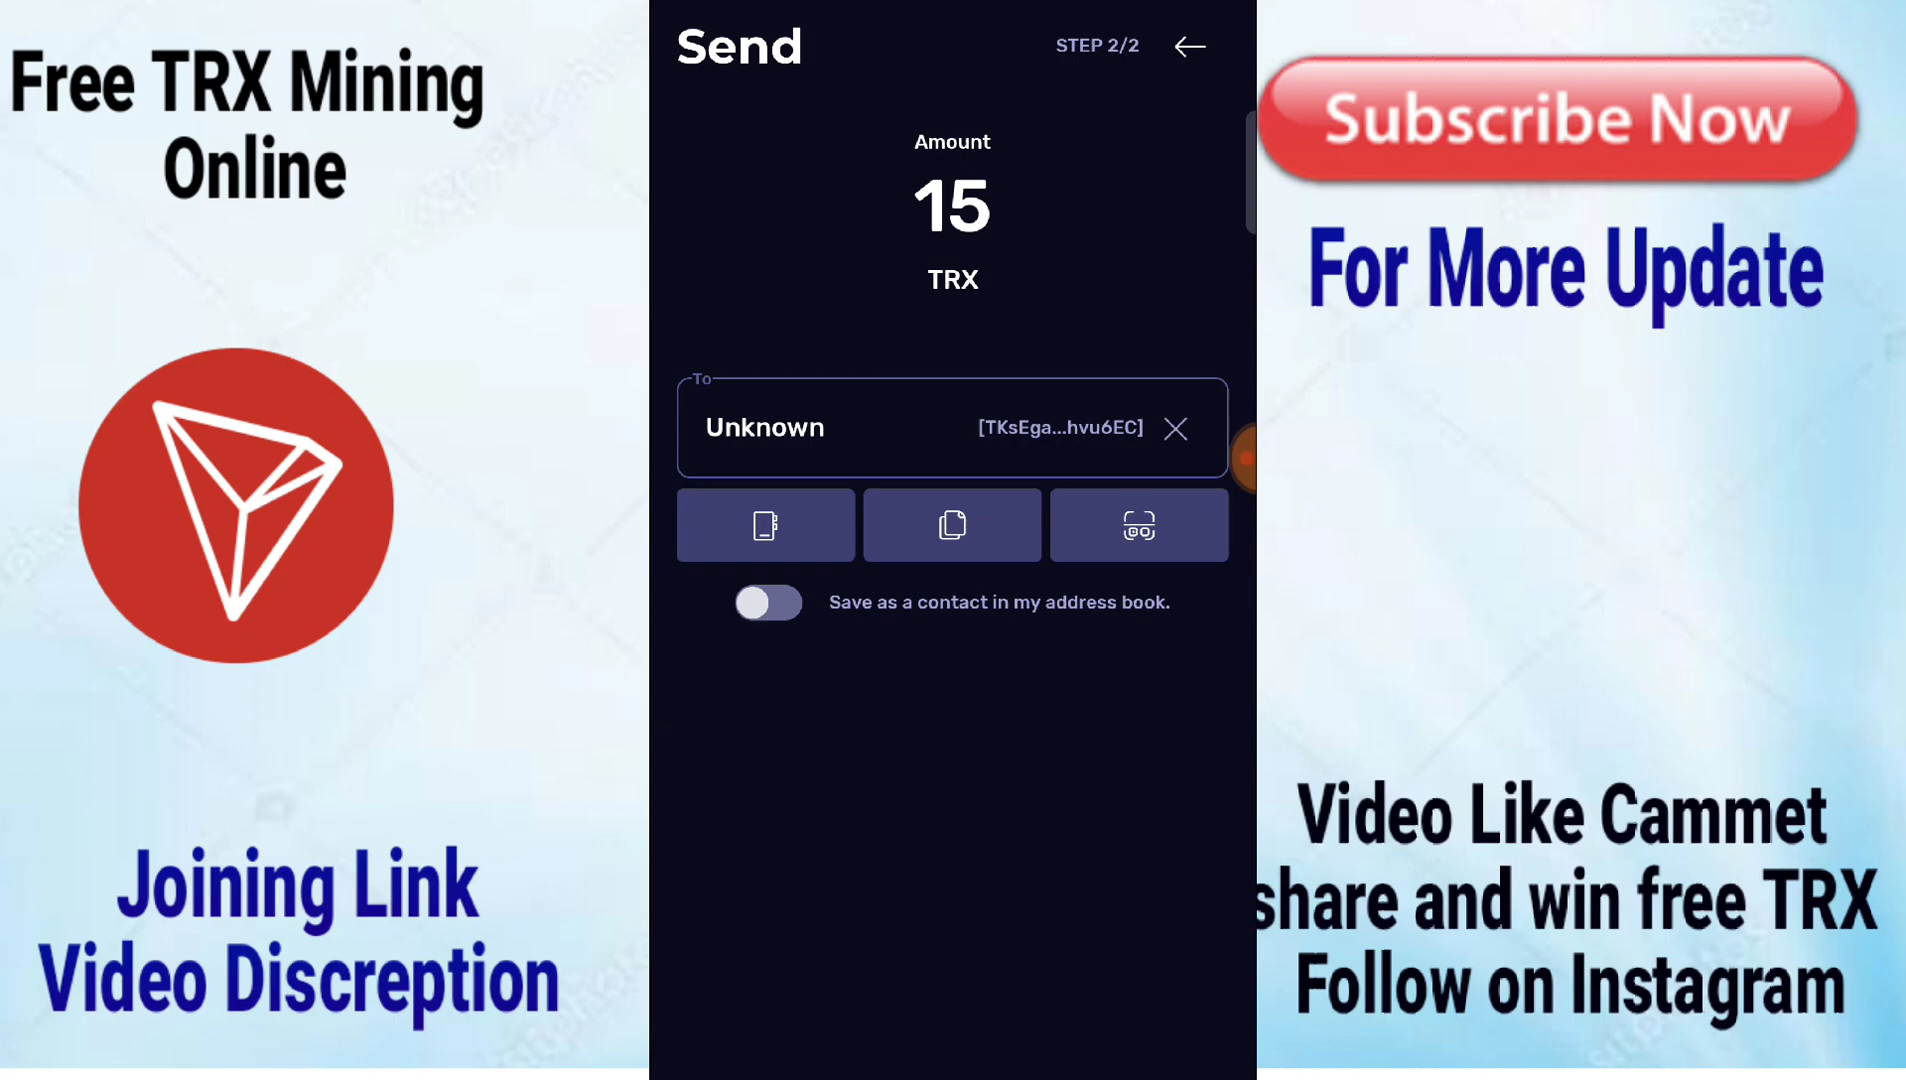 Free TRX Mining
Online
Joining Link
Video Discreption
Send
STEP 2/2
Amount
15
TRX
To
Unknown
[TKsEga...hvu6EC]
Save as a contact in my address book.
Subscribe Now
For More Update
Video Like Cammet
share and win free TRX
Follow on Instagram